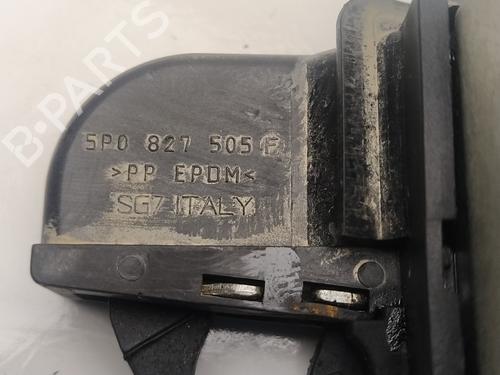 B-PARTS
5P0 827 505 F
>PP EPDM<
SG7 ITALY